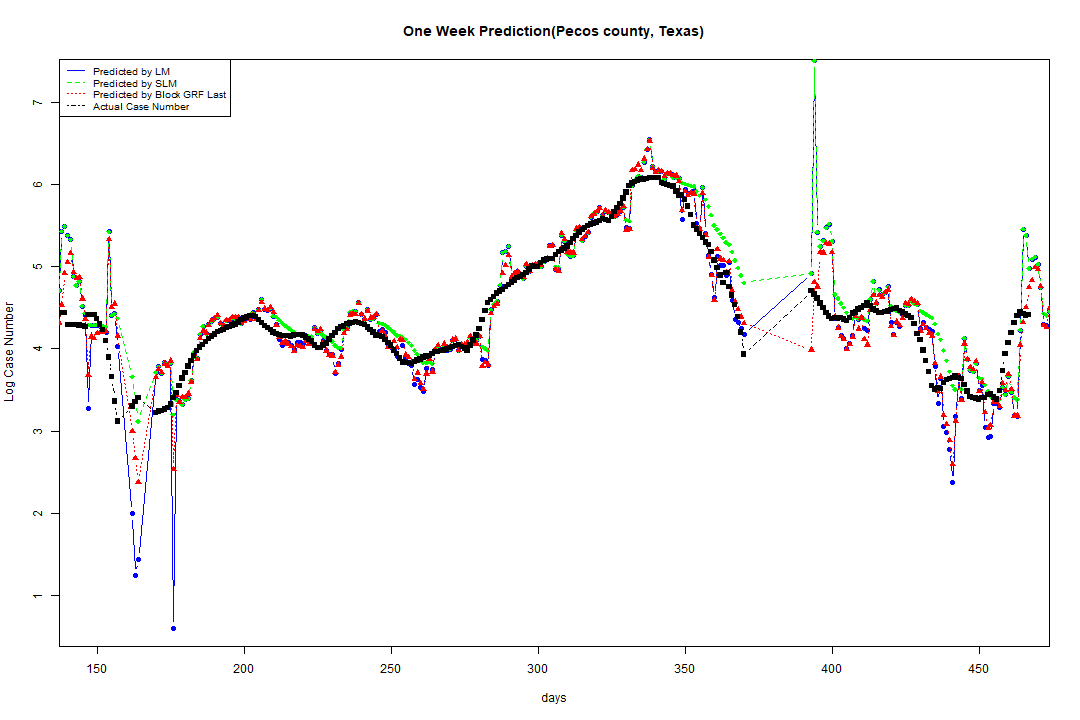 One Week Prediction(Pecos county, Texas)
Predicted by LM
Predicted by SLM
Predicted by Block GRF Last
Actual Case Number
Log Case Number
7
6
5
4
3
2
1
150 200 250 300 350 400 450
days